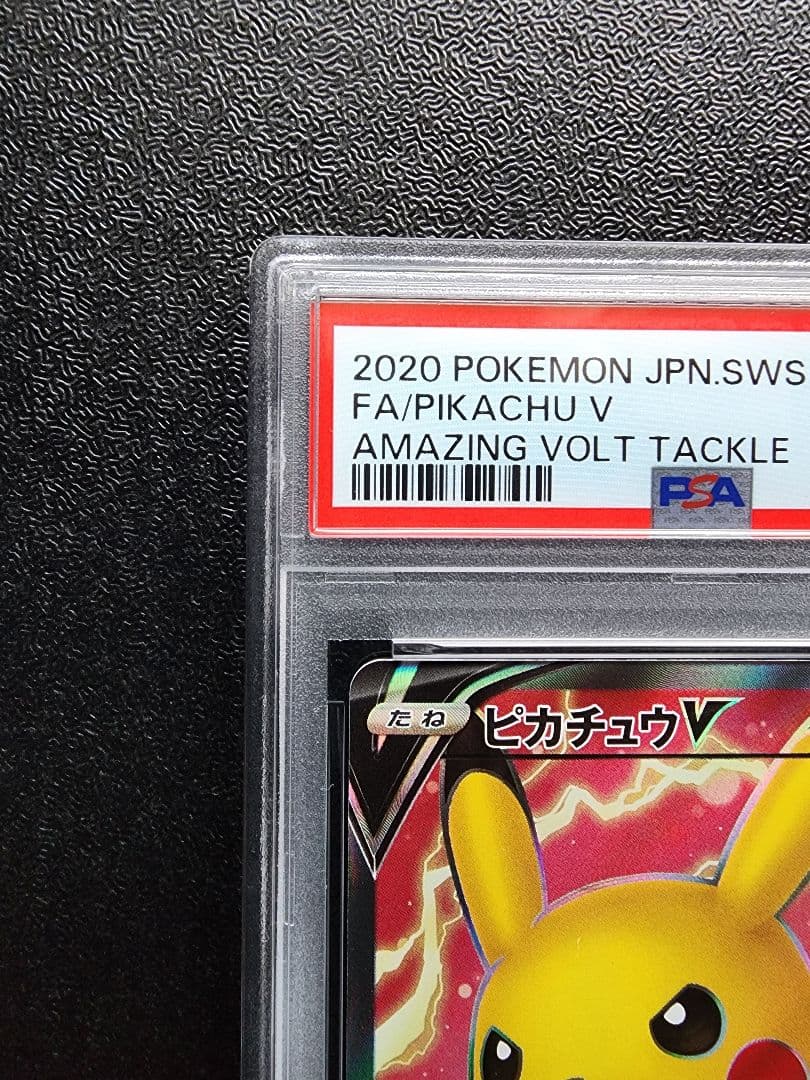 2020 POKEMON JPN.SWS
FA/PIKACHU V
AMAZING VOLT TACKLE
PSA
たね ピカチュウV